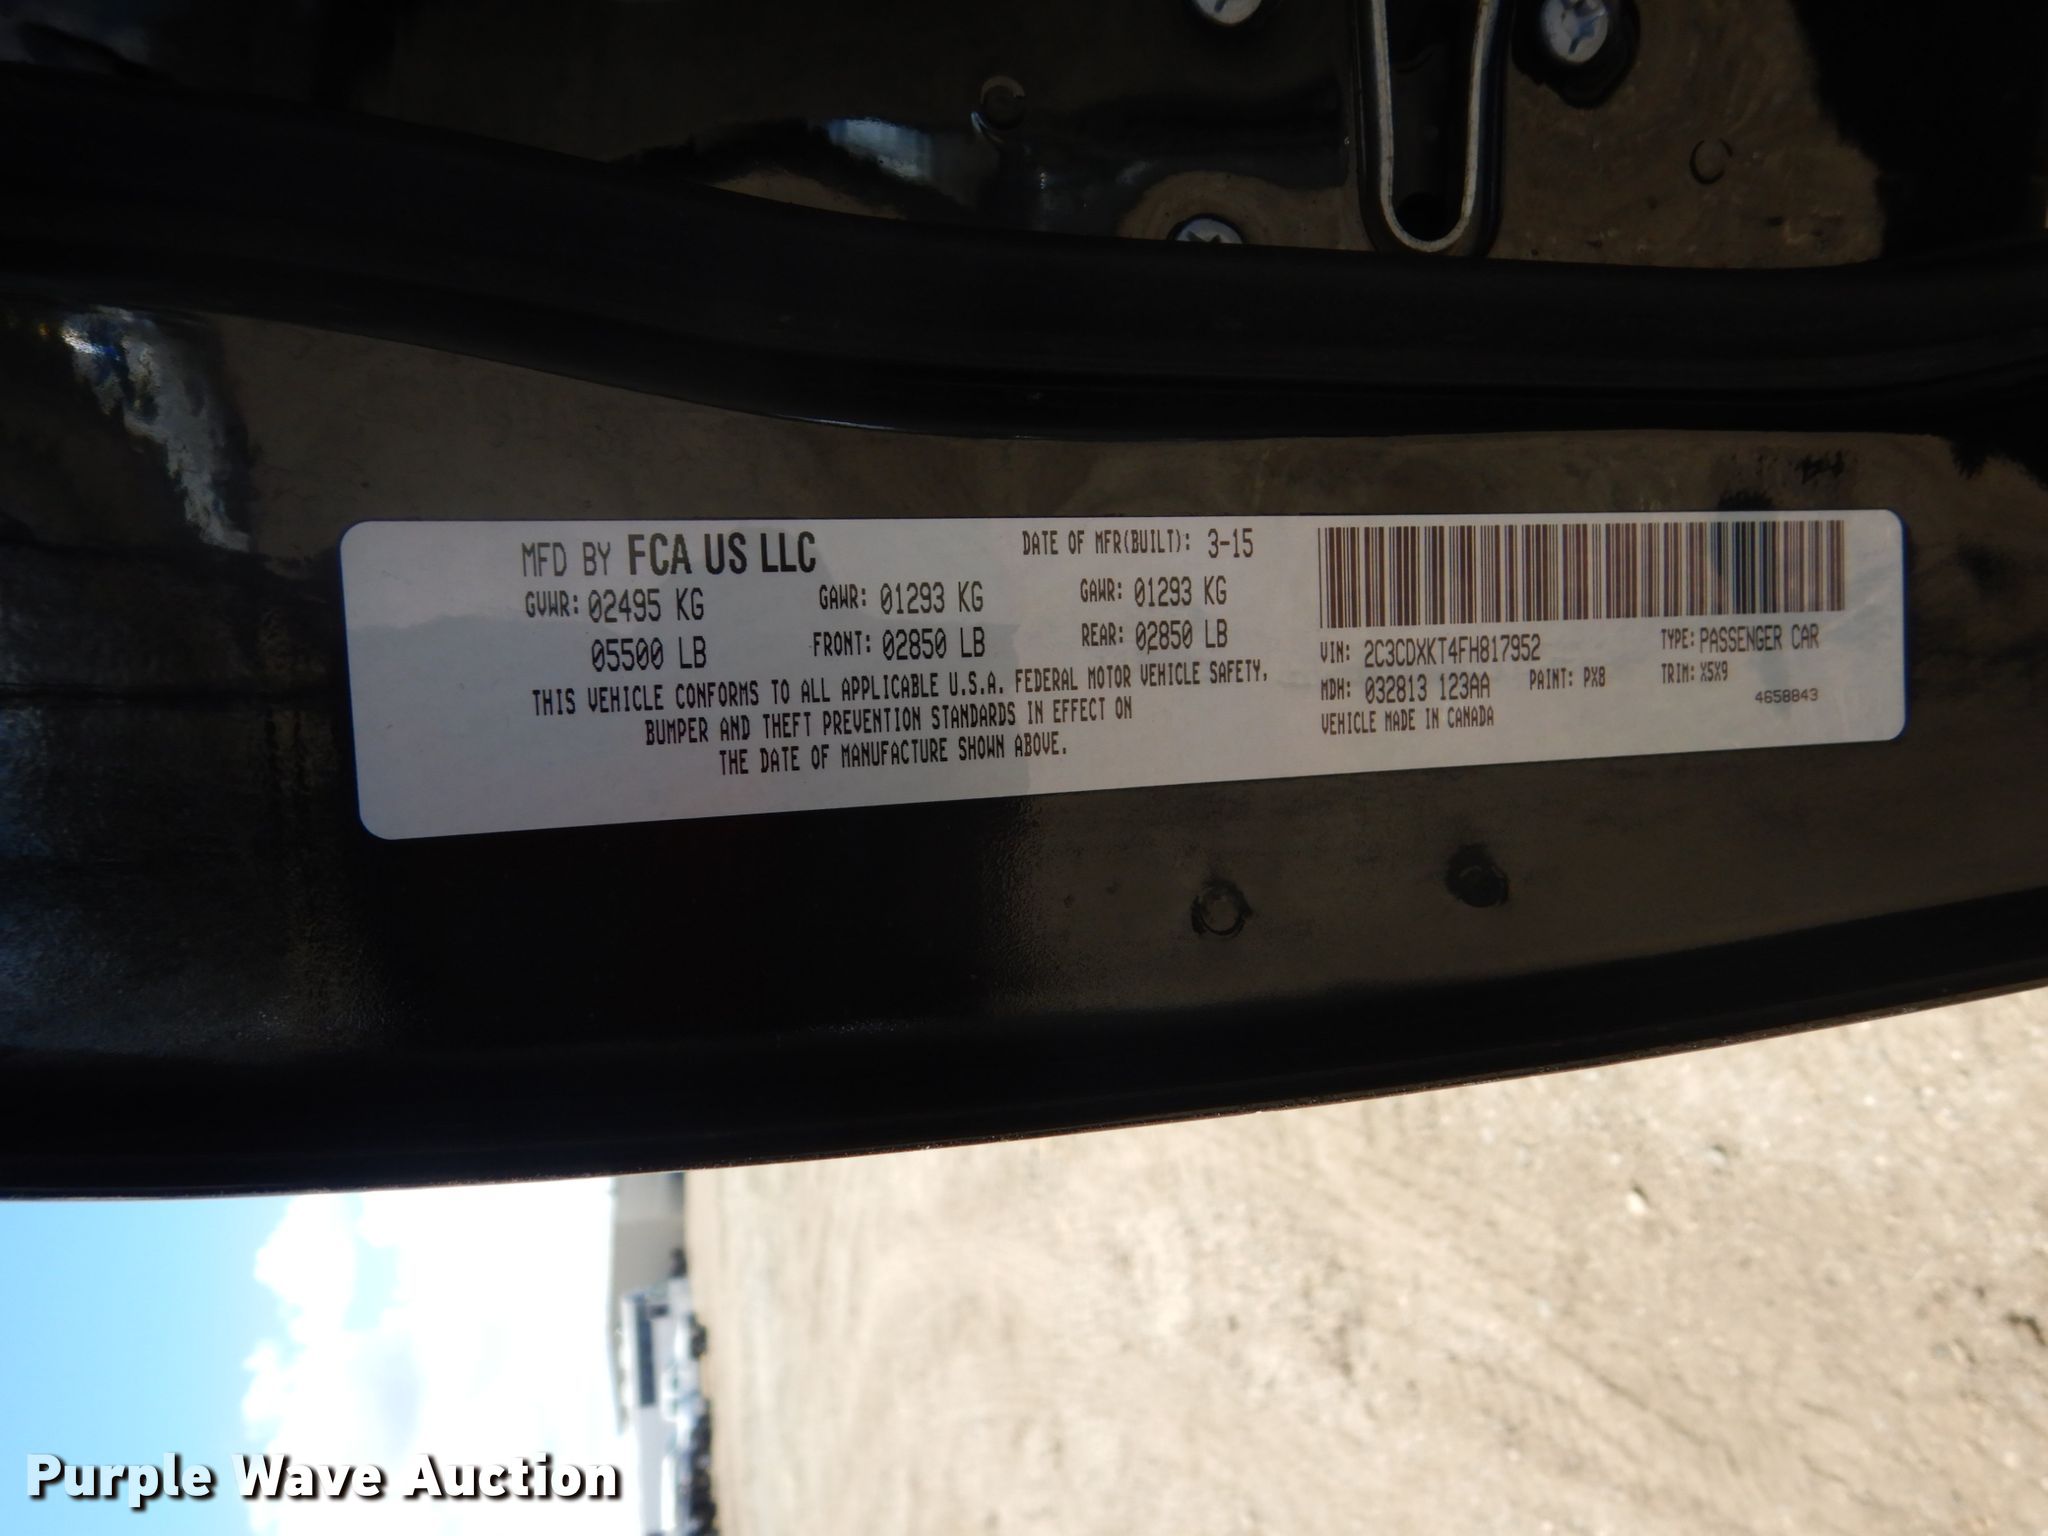 MFD BY FCA US LLC DATE OF MFR(BUILT): 3-15
GVWR: 02495 KG GAWR: 01293 KG GAWR: 01293 KG
05500 LB FRONT: 02850 LB REAR: 02850 LB
THIS VEHICLE CONFORMS TO ALL APPLICABLE U.S.A. FEDERAL MOTOR VEHICLE SAFETY,
BUMPER AND THEFT PREVENTION STANDARDS IN EFFECT ON
THE DATE OF MANUFACTURE SHOWN ABOVE.
VIN: 2C3CDXKT4FH817952 TYPE: PASSENGER CAR
MDH: 032813 123AA PAINT: PX8 TRIM: X5X9
VEHICLE MADE IN CANADA 4658843
Purple Wave Auction